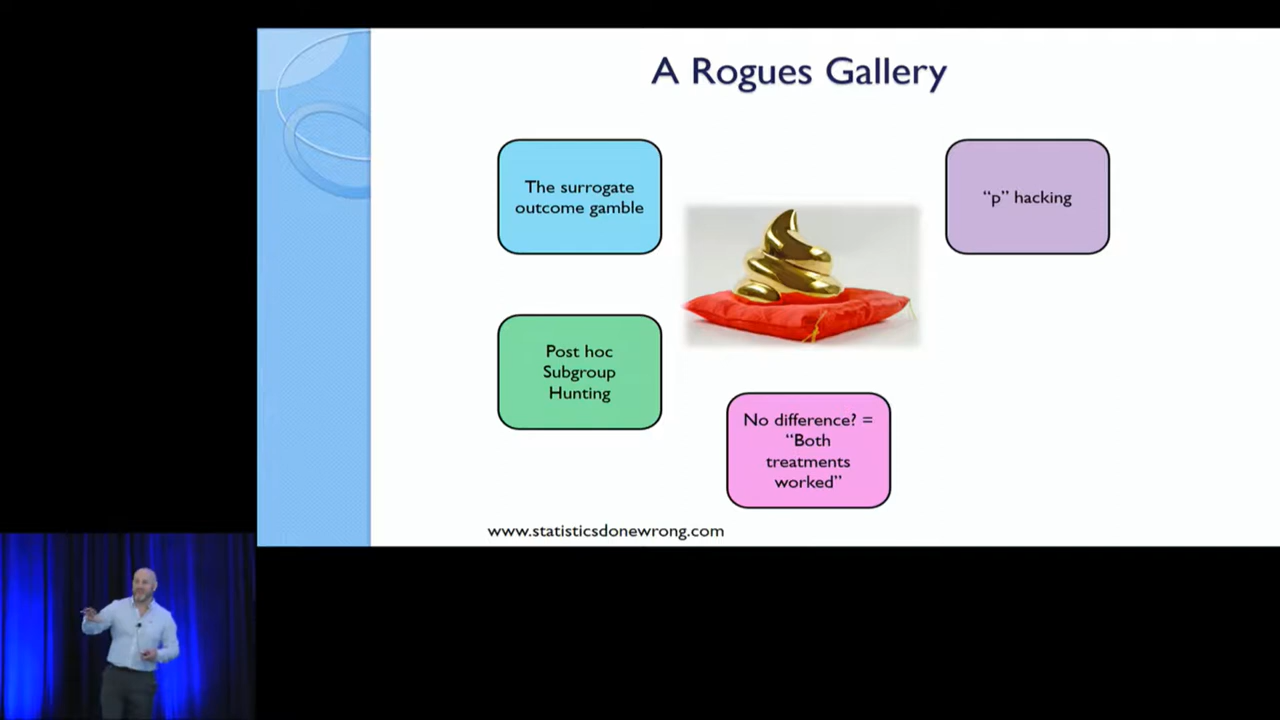 A Rogues Gallery
The surrogate
outcome gamble
“p” hacking
Post hoc
Subgroup
Hunting
No difference? =
“Both
treatments
worked”
www.statisticsdonewrong.com